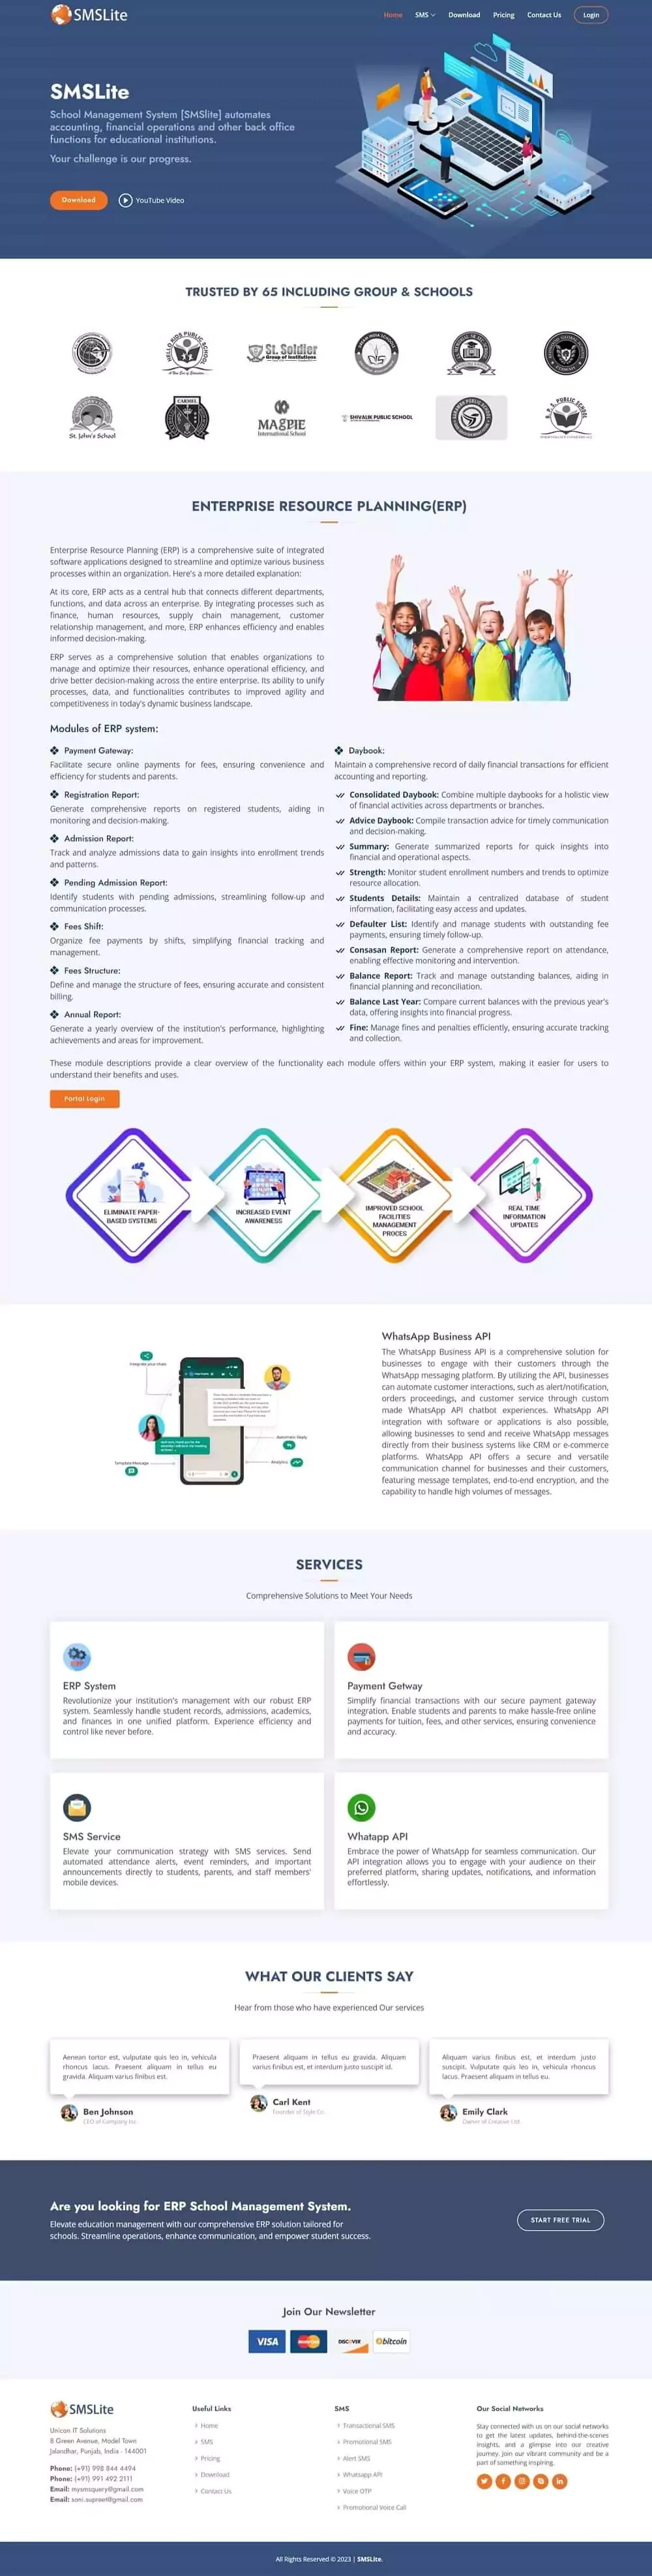 SMSLite
Home SMS Download Pricing Contact Us Login
SMSLite
School Management System [SMSlite] automates
accounting, financial operations and other back office
functions for educational institutions.
Your challenge is our progress.
Download YouTube Video
TRUSTED BY 65 INCLUDING GROUP & SCHOOLS
HELLO KIDS PUBLIC SCHOOL
St. Soldier
Group of Institutions
St. John's School
CARMEL
MAGPIE
International School
SHIVALIK PUBLIC SCHOOL
ENTERPRISE RESOURCE PLANNING(ERP)
Enterprise Resource Planning (ERP) is a comprehensive suite of integrated
software applications designed to streamline and optimize various business
processes within an organization. Here's a more detailed explanation:
At its core, ERP acts as a central hub that connects different departments,
functions, and data across an enterprise. By integrating processes such as
finance, human resources, supply chain management, customer
relationship management, and more, ERP enhances efficiency and enables
informed decision-making.
ERP serves as a comprehensive solution that enables organizations to
manage and optimize their resources, enhance operational efficiency, and
drive better decision-making across the entire enterprise. Its ability to unify
processes, data, and functionalities contributes to improved agility and
competitiveness in today's dynamic business landscape.
Modules of ERP system:
Payment Gateway:
Facilitate secure online payments for fees, ensuring convenience and
efficiency for students and parents.
Registration Report:
Generate comprehensive reports on registered students, aiding in
monitoring and decision-making.
Admission Report:
Track and analyze admissions data to gain insights into enrollment trends
and patterns.
Pending Admission Report:
Identify students with pending admissions, streamlining follow-up and
communication processes.
Fees Shift:
Organize fee payments by shifts, simplifying financial tracking and
management.
Fees Structure:
Define and manage the structure of fees, ensuring accurate and consistent
billing.
Annual Report:
Generate a yearly overview of the institution's performance, highlighting
achievements and areas for improvement.
Daybook:
Maintain a comprehensive record of daily financial transactions for efficient
accounting and reporting.
Consolidated Daybook: Combine multiple daybooks for a holistic view
of financial activities across departments or branches.
Advice Daybook: Compile transaction advice for timely communication
and decision-making.
Summary: Generate summarized reports for quick insights into
financial and operational aspects.
Strength: Monitor student enrollment numbers and trends to optimize
resource allocation.
Students Details: Maintain a centralized database of student
information, facilitating easy access and updates.
Defaulter List: Identify and manage students with outstanding fee
payments, ensuring timely follow-up.
Consasan Report: Generate a comprehensive report on attendance,
enabling effective monitoring and intervention.
Balance Report: Track and manage outstanding balances, aiding in
financial planning and reconciliation.
Balance Last Year: Compare current balances with the previous year's
data, offering insights into financial progress.
Fine: Manage fines and penalties efficiently, ensuring accurate tracking
and collection.
These module descriptions provide a clear overview of the functionality each module offers within your ERP system, making it easier for users to
understand their benefits and uses.
Portal Login
ELIMINATE PAPER-
BASED SYSTEMS
INCREASED EVENT
AWARENESS
IMPROVED SCHOOL
FACILITIES
MANAGEMENT
PROCES
REAL TIME
INFORMATION
UPDATES
Integrate your chats
Automatic Reply
Template Message
Analytics
WhatsApp Business API
The WhatsApp Business API is a comprehensive solution for
businesses to engage with their customers through the
WhatsApp messaging platform. By utilizing the API, businesses
can automate customer interactions, such as alert/notification,
orders proceedings, and customer service through custom
made WhatsApp API chatbot experiences. WhatsApp API
integration with software or applications is also possible,
allowing businesses to send and receive WhatsApp messages
directly from their business systems like CRM or e-commerce
platforms. WhatsApp API offers a secure and versatile
communication channel for businesses and their customers,
featuring message templates, end-to-end encryption, and the
capability to handle high volumes of messages.
SERVICES
Comprehensive Solutions to Meet Your Needs
ERP System
Revolutionize your institution's management with our robust ERP
system. Seamlessly handle student records, admissions, academics,
and finances in one unified platform. Experience efficiency and
control like never before.
Payment Getway
Simplify financial transactions with our secure payment gateway
integration. Enable students and parents to make hassle-free online
payments for tuition, fees, and other services, ensuring convenience
and accuracy.
SMS Service
Elevate your communication strategy with SMS services. Send
automated attendance alerts, event reminders, and important
announcements directly to students, parents, and staff members'
mobile devices.
Whatapp API
Embrace the power of WhatsApp for seamless communication. Our
API integration allows you to engage with your audience on their
preferred platform, sharing updates, notifications, and information
effortlessly.
WHAT OUR CLIENTS SAY
Hear from those who have experienced Our services
Aenean tortor est, vulputate quis leo in, vehicula
rhoncus lacus. Praesent aliquam in tellus eu
gravida. Aliquam varius finibus est.
Ben Johnson
CEO of Company Inc.
Praesent aliquam in tellus eu gravida. Aliquam
varius finibus est, et interdum justo suscipit id.
Carl Kent
Founder of Style Co.
Aliquam varius finibus est, et interdum justo
suscipit. Vulputate quis leo in, vehicula rhoncus
lacus. Praesent aliquam in tellus eu.
Emily Clark
Owner of Creative Ltd.
Are you looking for ERP School Management System.
Elevate education management with our comprehensive ERP solution tailored for
schools. Streamline operations, enhance communication, and empower student success.
START FREE TRIAL
Join Our Newsletter
VISA MasterCard DISCOVER bitcoin
SMSLite
Unicon IT Solutions
8 Green Avenue, Model Town
Jalandhar, Punjab, India - 144001
Phone: (+91) 998 844 4494
Phone: (+91) 991 492 2111
Email: mysmsquery@gmail.com
Email: soni.supreet@gmail.com
Useful Links
Home
SMS
Pricing
Download
Contact Us
SMS
Transactional SMS
Promotional SMS
Alert SMS
Whatsapp API
Voice OTP
Promotional Voice Call
Our Social Networks
Stay connected with us on our social networks
to get the latest updates, behind-the-scenes
insights, and a glimpse into our creative
journey. Join our vibrant community and be a
part of something inspiring.
All Rights Reserved © 2023 | SMSLite.